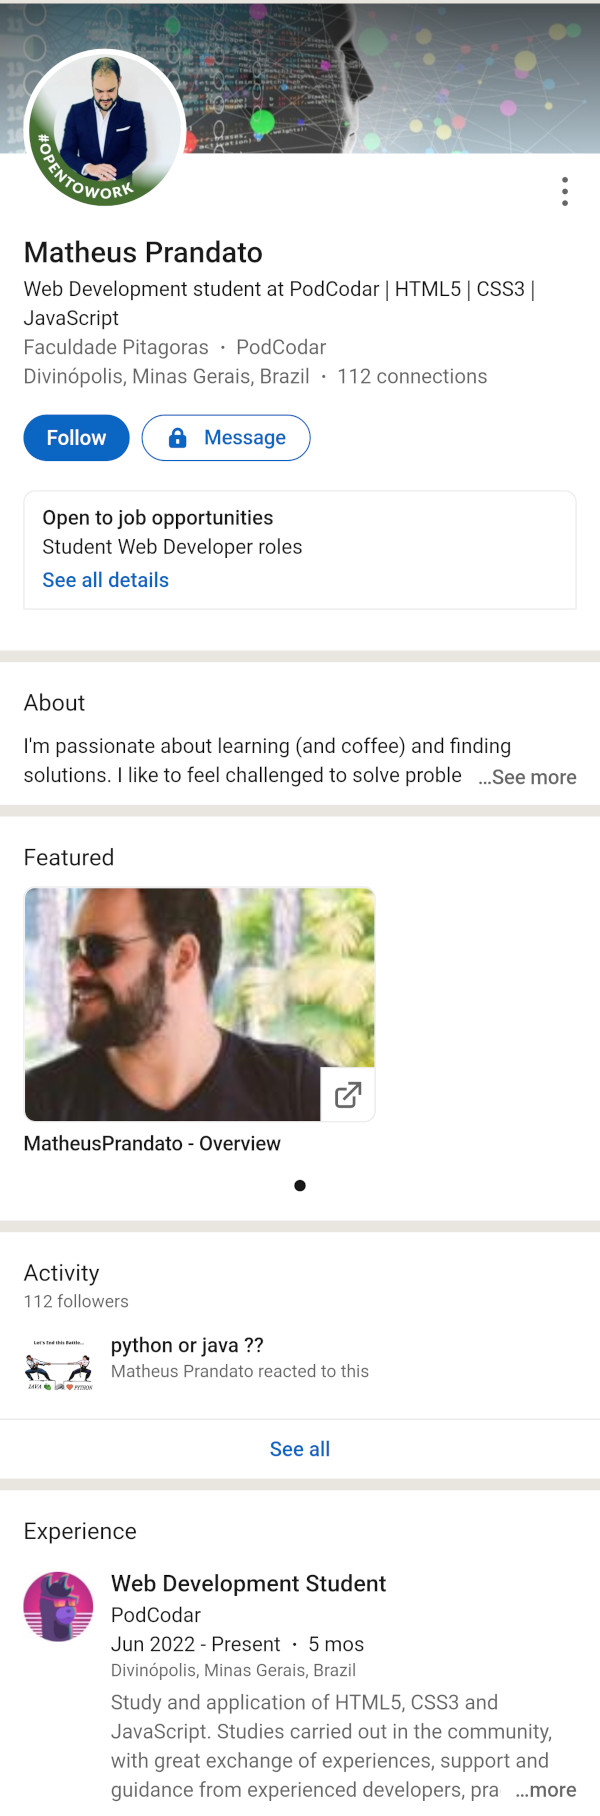 #OPENTOWORK
Matheus Prandato
Web Development student at PodCodar | HTML5 | CSS3 |
JavaScript
Faculdade Pitagoras · PodCodar
Divinópolis, Minas Gerais, Brazil · 112 connections
Follow
Message
Open to job opportunities
Student Web Developer roles
See all details
About
I'm passionate about learning (and coffee) and finding
solutions. I like to feel challenged to solve proble ...See more
Featured
MatheusPrandato - Overview
Activity
112 followers
Let's End this Battle...
JAVA PYTHON
python or java ??
Matheus Prandato reacted to this
See all
Experience
Web Development Student
PodCodar
Jun 2022 - Present · 5 mos
Divinópolis, Minas Gerais, Brazil
Study and application of HTML5, CSS3 and
JavaScript. Studies carried out in the community,
with great exchange of experiences, support and
guidance from experienced developers, pra ...more